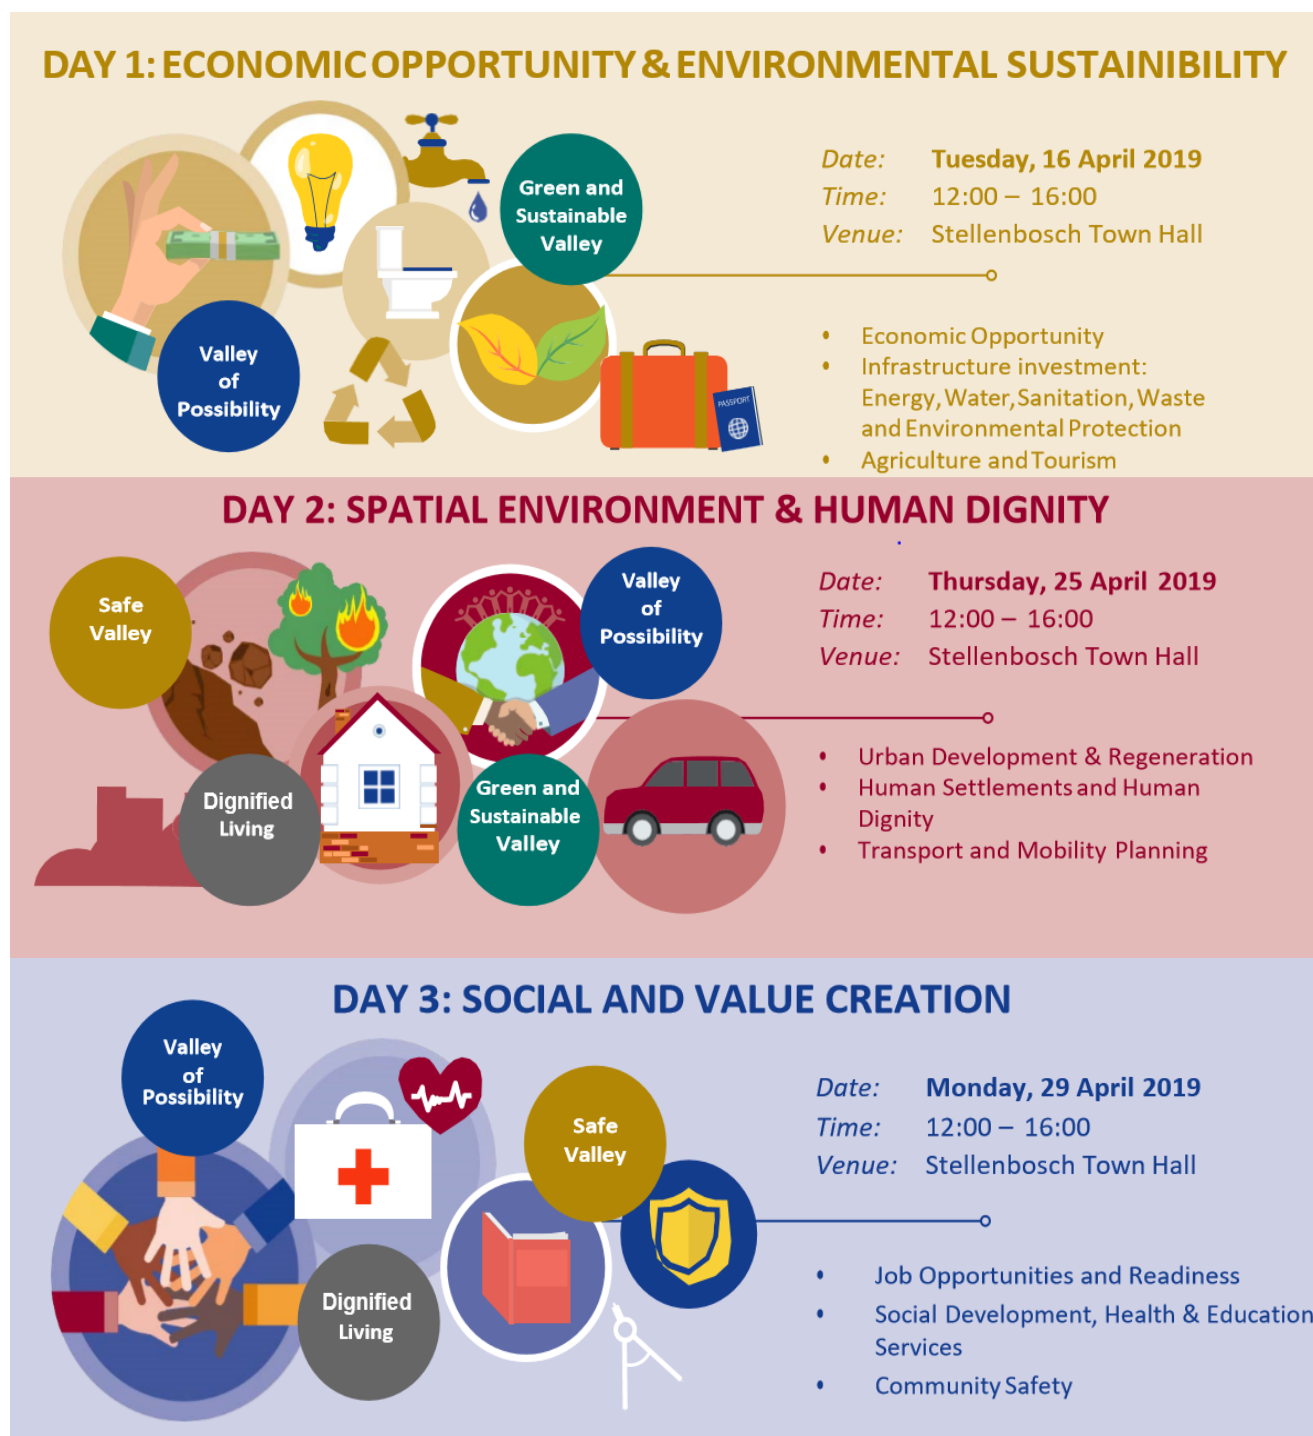 DAY 1: ECONOMIC OPPORTUNITY & ENVIRONMENTAL SUSTAINIBILITY
Green and
Sustainable
Valley
Valley
of
Possibility
PASSPORT
Date: Tuesday, 16 April 2019
Time: 12:00 – 16:00
Venue: Stellenbosch Town Hall
• Economic Opportunity
• Infrastructure investment:
Energy, Water, Sanitation, Waste
and Environmental Protection
• Agriculture and Tourism
DAY 2: SPATIAL ENVIRONMENT & HUMAN DIGNITY
Safe
Valley
Valley
of
Possibility
Dignified
Living
Green and
Sustainable
Valley
Date: Thursday, 25 April 2019
Time: 12:00 – 16:00
Venue: Stellenbosch Town Hall
• Urban Development & Regeneration
• Human Settlements and Human
Dignity
• Transport and Mobility Planning
DAY 3: SOCIAL AND VALUE CREATION
Valley
of
Possibility
Safe
Valley
Dignified
Living
Date: Monday, 29 April 2019
Time: 12:00 – 16:00
Venue: Stellenbosch Town Hall
• Job Opportunities and Readiness
• Social Development, Health & Education
Services
• Community Safety